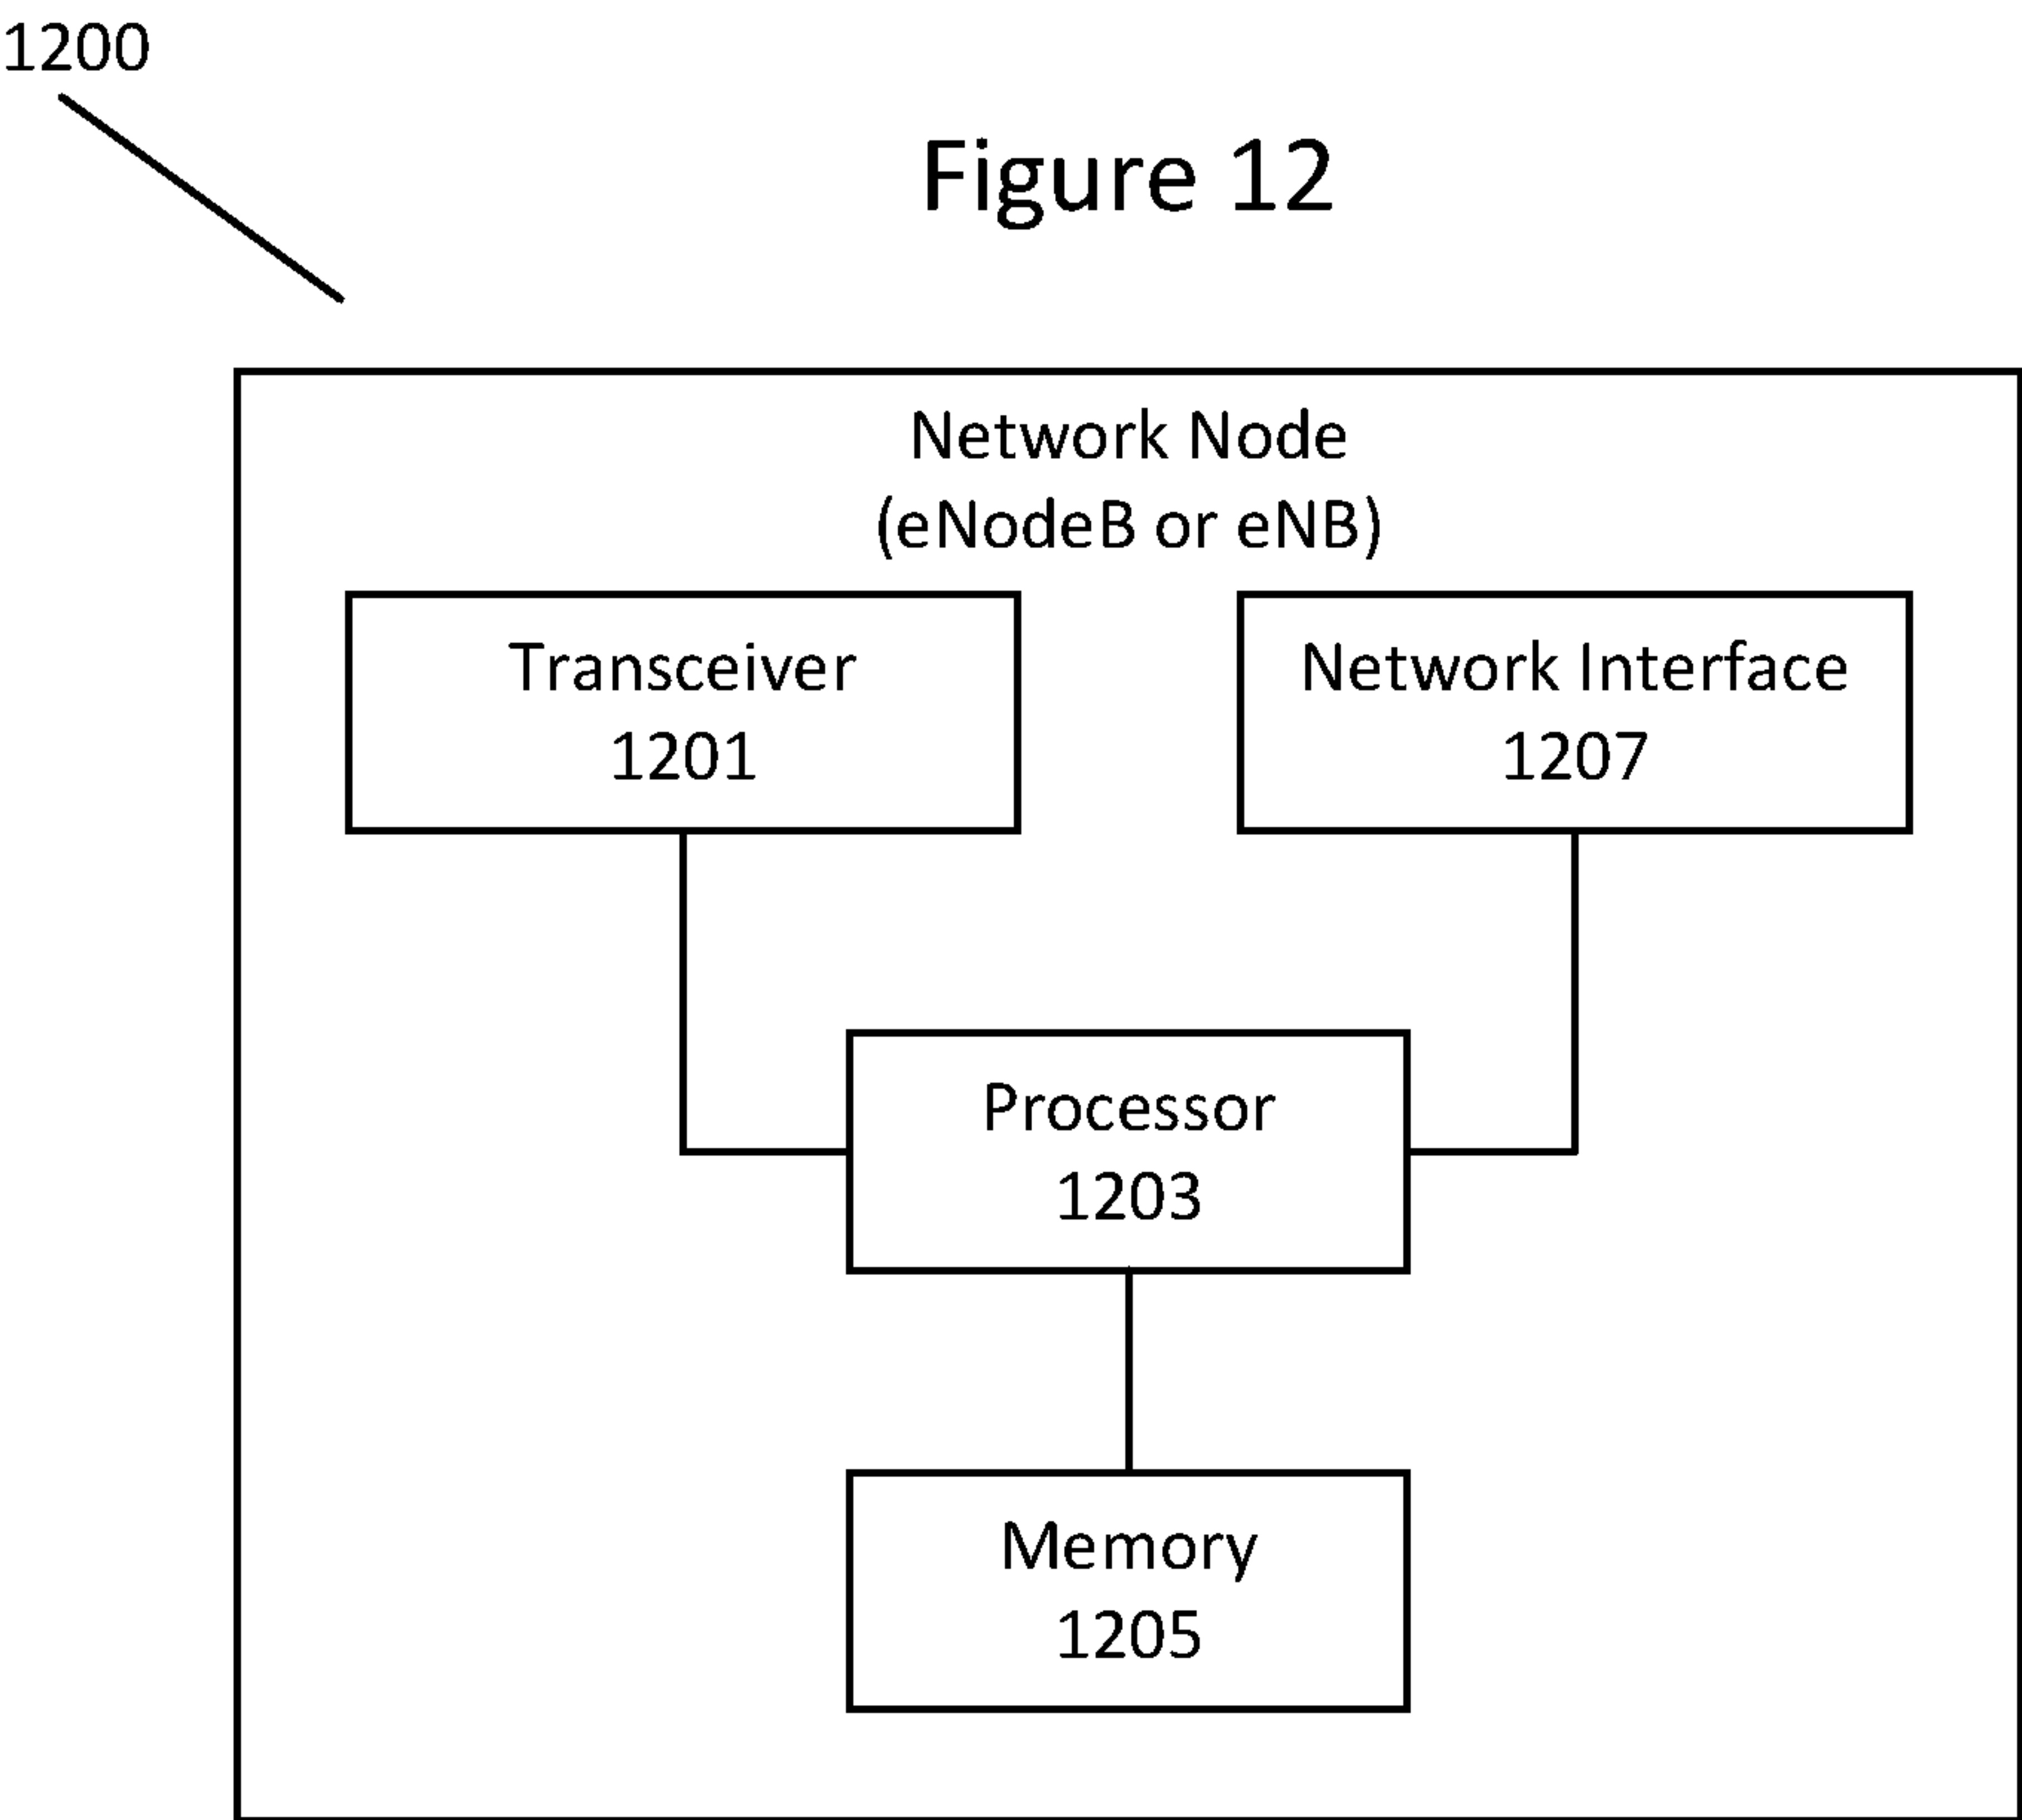 1200
Figure 12
Network Node
(eNodeB or eNB)
Transceiver
1201
Network Interface
1207
Processor
1203
Memory
1205